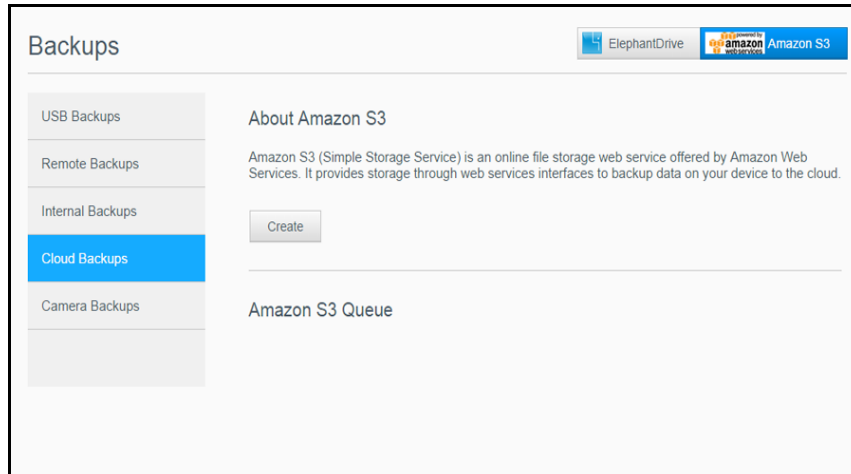 Backups
ElephantDrive
powered by
amazon
webservices
Amazon S3
USB Backups
Remote Backups
Internal Backups
Cloud Backups
Camera Backups
About Amazon S3
Amazon S3 (Simple Storage Service) is an online file storage web service offered by Amazon Web
Services. It provides storage through web services interfaces to backup data on your device to the cloud.
Create
Amazon S3 Queue